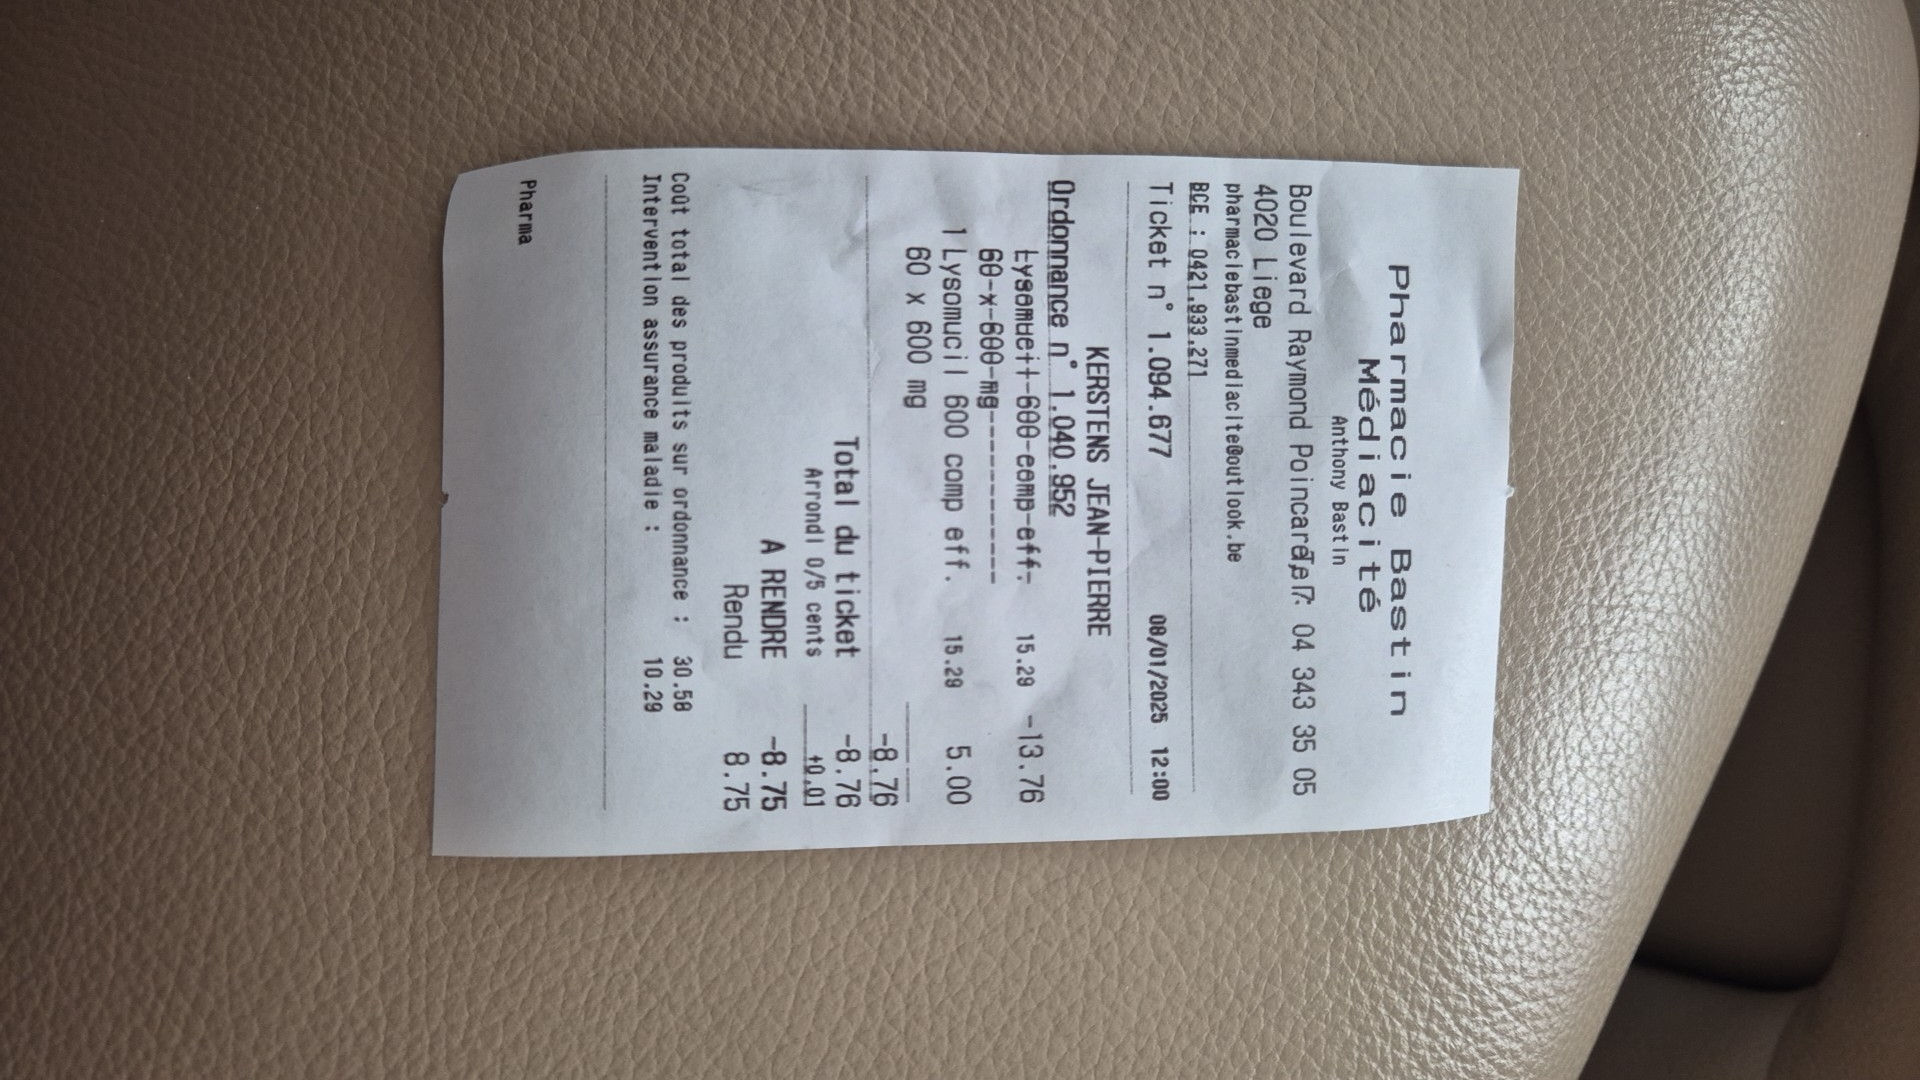 Pharmacie Bastin
Médiacité
Anthony Bastin
Boulevard Raymond Poincaré, 7 Tel : 04 343 35 05
4020 Liege
pharmaciebastinmediacite@outlook.be
BCE : 0421.933.271
Ticket n° 1.094.677 08/01/2025 12:00
KERSTENS JEAN-PIERRE
Ordonnance n° 1.040.952
Lysomucil 600 comp eff. 15.29 -13.76
60 x 600 mg
1 Lysomucil 600 comp eff. 15.29 5.00
60 x 600 mg
-8.76
Total du ticket -8.76
Arrondi 0/5 cents +0.01
A RENDRE -8.75
Rendu 8.75
Coût total des produits sur ordonnance : 30.58
Intervention assurance maladie : 10.29
Pharma